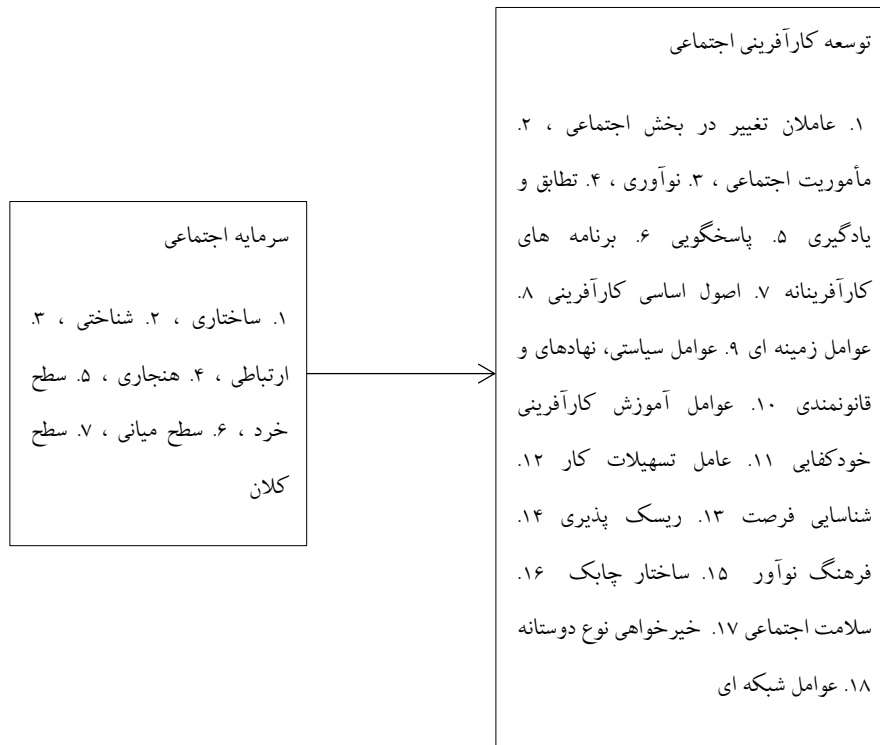 توسعه کارآفرینی اجتماعی
۱. عاملان تغییر در بخش اجتماعی ، ۲.
مأموریت اجتماعی ، ۳. نوآوری ، ۴. تطابق و
یادگیری ۵. پاسخگویی ۶. برنامه های
کارآفرینانه ۷. اصول اساسی کارآفرینی ۸.
عوامل زمینه ای ۹. عوامل سیاستی، نهادهای و
قانونمندی ۱۰. عوامل آموزش کارآفرینی
خودکفایی ۱۱. عامل تسهیلات کار ۱۲.
شناسایی فرصت ۱۳. ریسک پذیری ۱۴.
فرهنگ نوآور ۱۵. ساختار چابک ۱۶.
سلامت اجتماعی ۱۷. خیرخواهی نوع دوستانه
۱۸. عوامل شبکه ای
سرمایه اجتماعی
۱. ساختاری ، ۲. شناختی ، ۳.
ارتباطی ، ۴. هنجاری ، ۵. سطح
خرد ، ۶. سطح میانی ، ۷. سطح
کلان